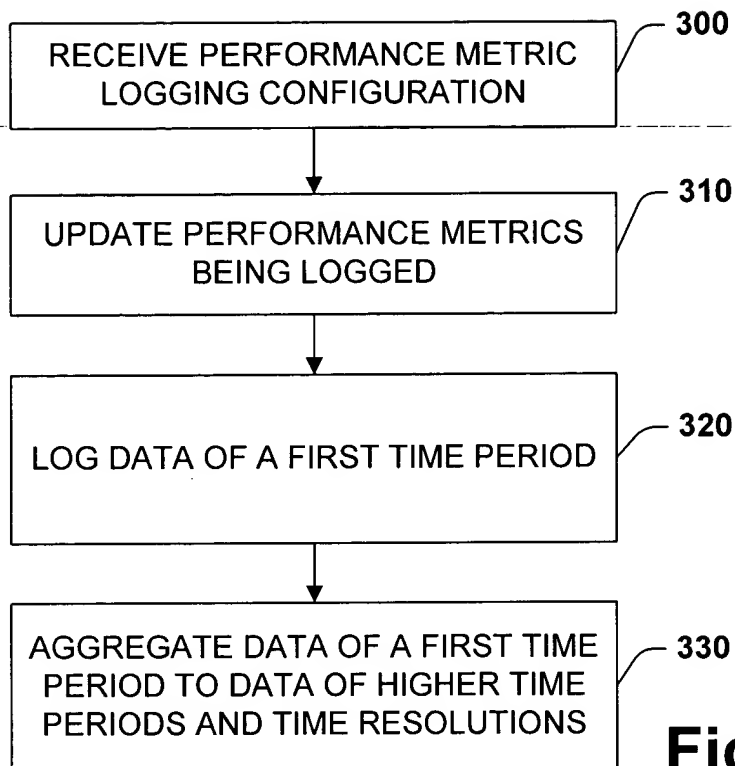 RECEIVE PERFORMANCE METRIC
LOGGING CONFIGURATION
300
UPDATE PERFORMANCE METRICS
BEING LOGGED
310
LOG DATA OF A FIRST TIME PERIOD
320
AGGREGATE DATA OF A FIRST TIME
PERIOD TO DATA OF HIGHER TIME
PERIODS AND TIME RESOLUTIONS
330